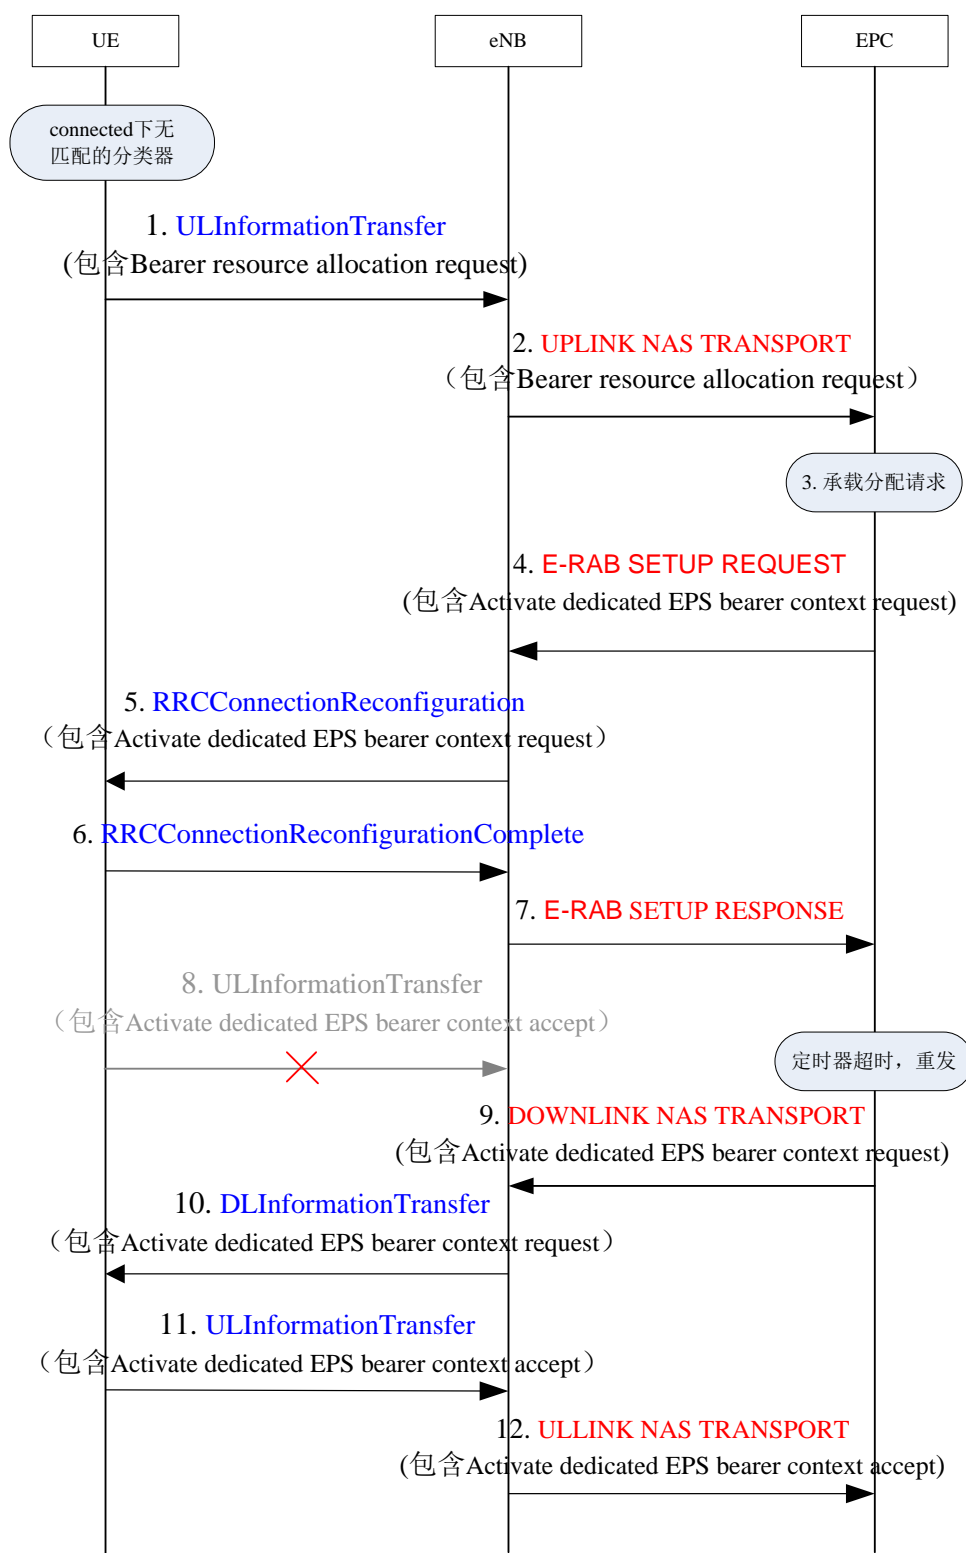 UE
eNB
EPC
connected下无
匹配的分类器
1. ULInformationTransfer
(包含Bearer resource allocation request)
2. UPLINK NAS TRANSPORT
（包含Bearer resource allocation request）
3. 承载分配请求
4. E-RAB SETUP REQUEST
(包含Activate dedicated EPS bearer context request)
5. RRCConnectionReconfiguration
（包含Activate dedicated EPS bearer context request）
6. RRCConnectionReconfigurationComplete
7. E-RAB SETUP RESPONSE
8. ULInformationTransfer
（包含Activate dedicated EPS bearer context accept）
定时器超时，重发
9. DOWNLINK NAS TRANSPORT
(包含Activate dedicated EPS bearer context request)
10. DLInformationTransfer
（包含Activate dedicated EPS bearer context request）
11. ULInformationTransfer
（包含Activate dedicated EPS bearer context accept）
12. ULLINK NAS TRANSPORT
(包含Activate dedicated EPS bearer context accept)